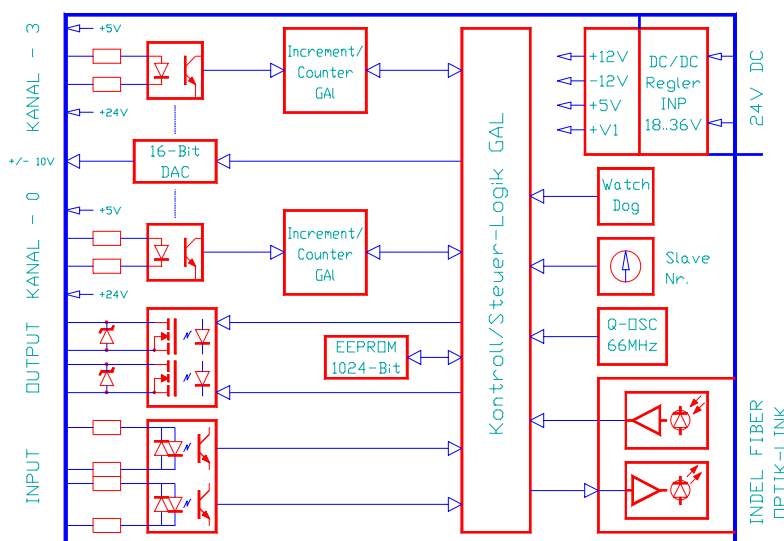 KANAL - 3
+5V
+24V
Increment/
Counter
GAl
+12V
-12V
+5V
+V1
DC/DC
Regler
INP
18..36V
24V DC
+/- 10V
16-Bit
DAC
Kontroll/Steuer-Logik GAL
Watch
Dog
KANAL - 0
+5V
+24V
Increment/
Counter
GAl
Slave
Nr.
OUTPUT
EEPROM
1024-Bit
Q-OSC
66MHz
INPUT
INDEL FIBER
OPTIK-LINK